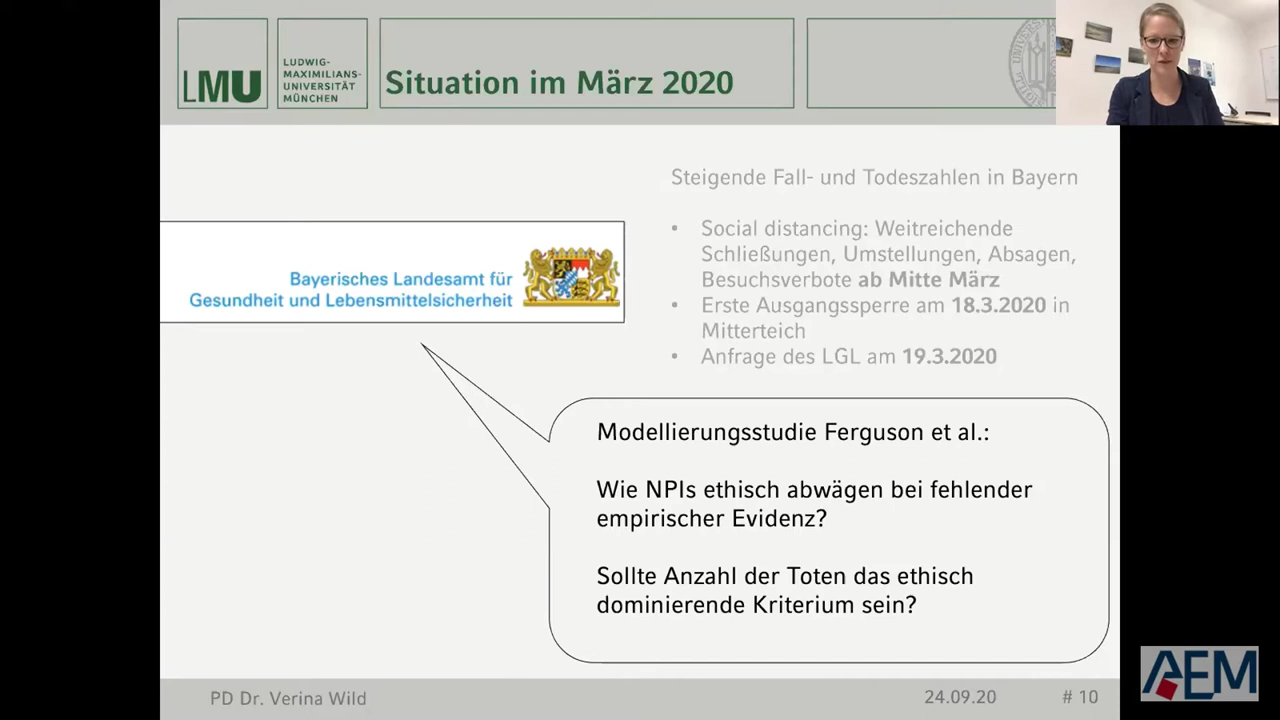 LMU
LUDWIG-
MAXIMILIANS-
UNIVERSITÄT
MÜNCHEN
Situation im März 2020
Steigende Fall- und Todeszahlen in Bayern
• Social distancing: Weitreichende
Schließungen, Umstellungen, Absagen,
Besuchsverbote ab Mitte März
• Erste Ausgangssperre am 18.3.2020 in
Mitterteich
• Anfrage des LGL am 19.3.2020
Bayerisches Landesamt für
Gesundheit und Lebensmittelsicherheit
Modellierungsstudie Ferguson et al.:
Wie NPIs ethisch abwägen bei fehlender
empirischer Evidenz?
Sollte Anzahl der Toten das ethisch
dominierende Kriterium sein?
PD Dr. Verina Wild
24.09.20
# 10
AEM